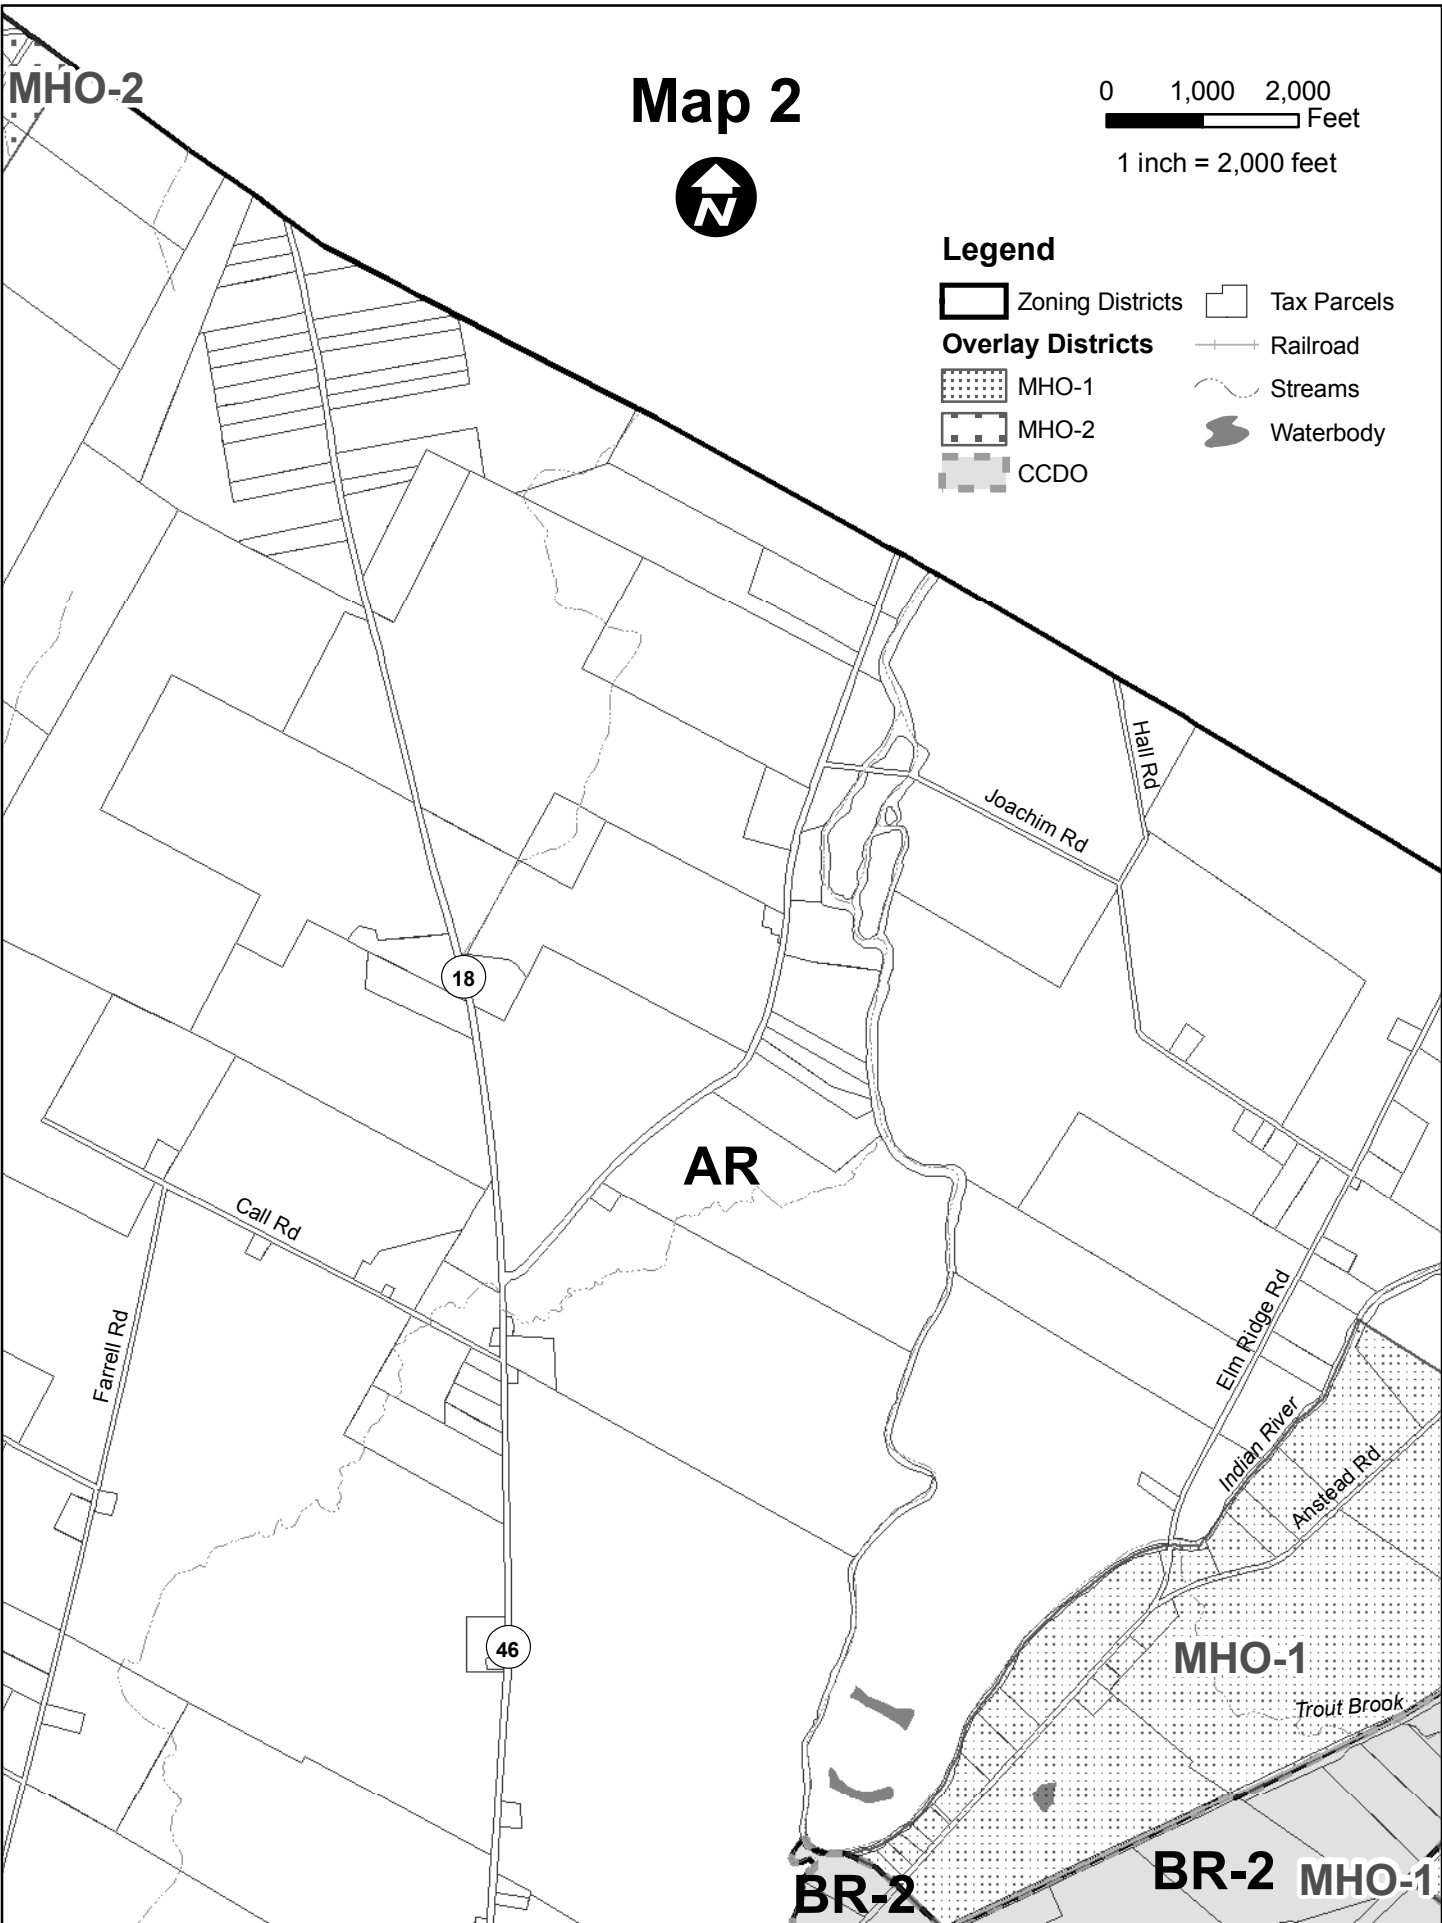 MHO-2
Map 2
N
0 1,000 2,000
Feet
1 inch = 2,000 feet
Legend
Zoning Districts
Tax Parcels
Overlay Districts
Railroad
MHO-1
Streams
MHO-2
Waterbody
CCDO
Hall Rd
Joachim Rd
18
AR
Call Rd
Farrell Rd
Elm Ridge Rd
Indian River
Anstead Rd
46
MHO-1
Trout Brook
BR-2
BR-2
MHO-1